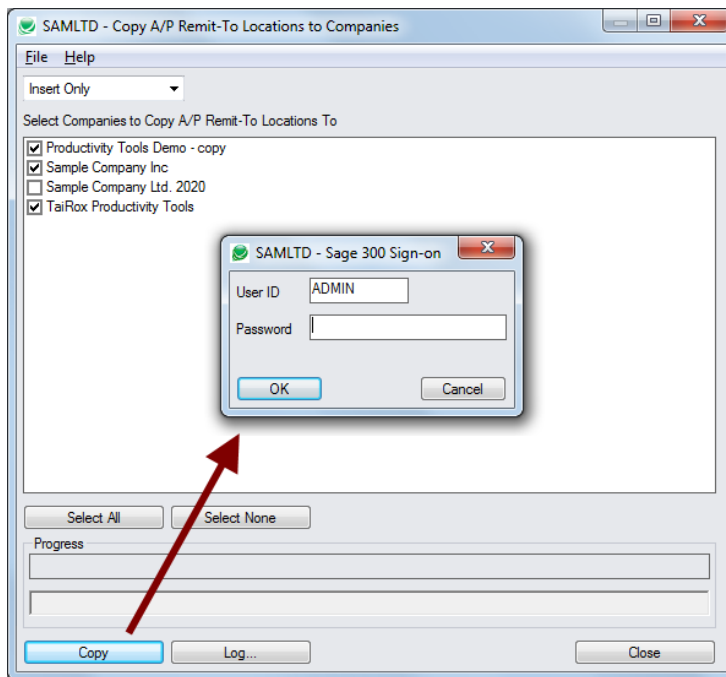 SAMLTD - Copy A/P Remit-To Locations to Companies
File Help
Insert Only
Select Companies to Copy A/P Remit-To Locations To
Productivity Tools Demo - copy
Sample Company Inc
Sample Company Ltd. 2020
TaiRox Productivity Tools
SAMLTD - Sage 300 Sign-on
User ID ADMIN
Password
OK Cancel
Select All Select None
Progress
Copy Log... Close